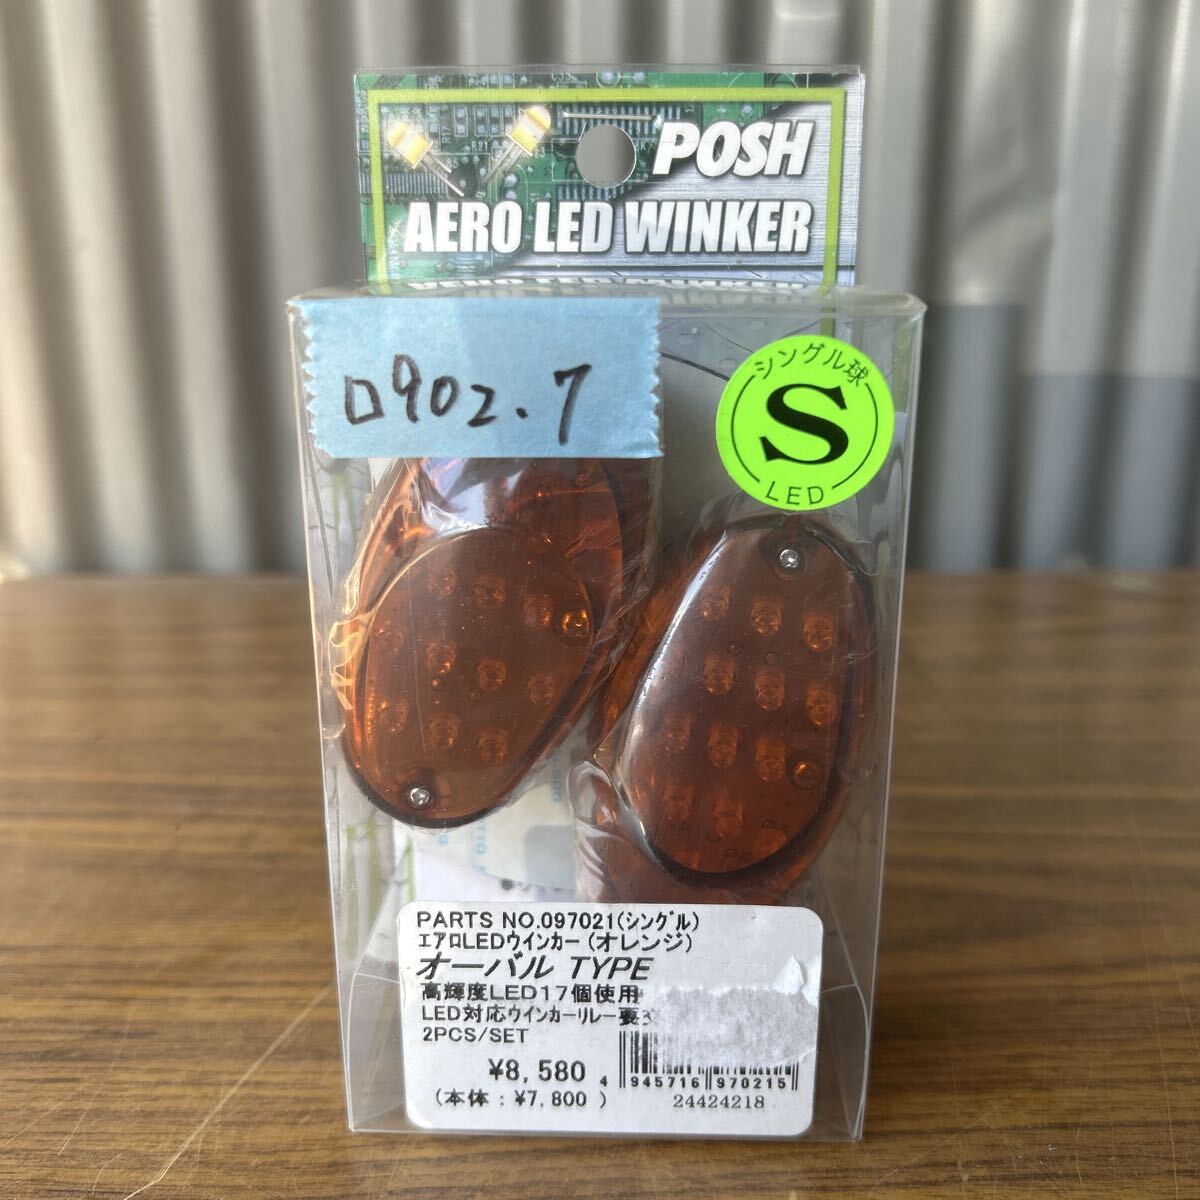 POSH
AERO LED WINKER
ロ902.7
シングル球
S
LED
PARTS NO.097021(シングル)
エアロLEDウインカー(オレンジ)
オーバル TYPE
高輝度LED17個使用
LED対応ウインカーリレー要
2PCS/SET
¥8,580
(本体:¥7,800 )
4 945716 970215
24424218